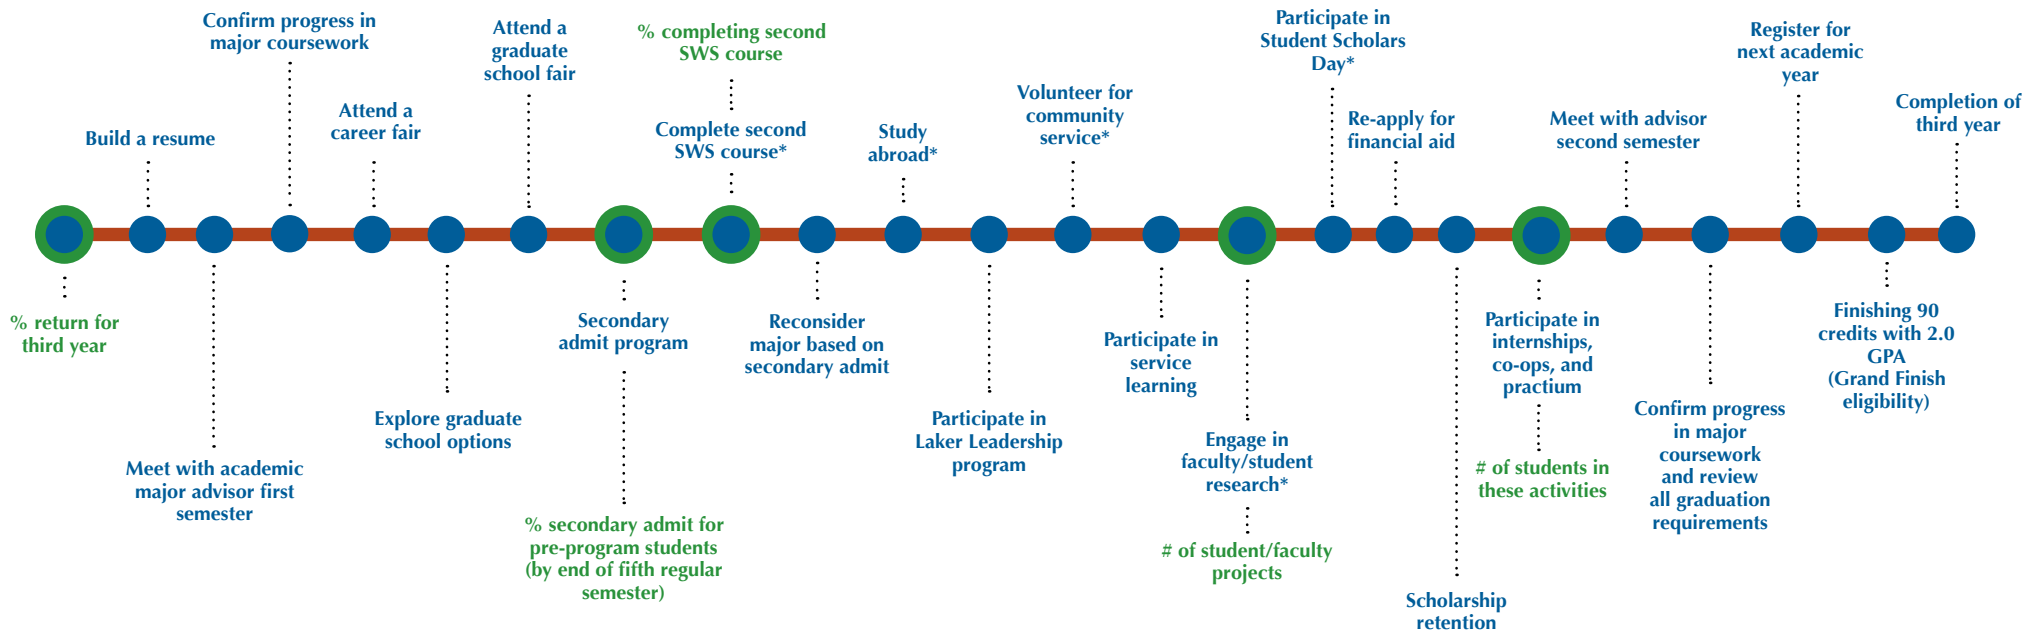 % return for
third year
Build a resume
Meet with academic
major advisor first
semester
Confirm progress in
major coursework
Attend a
career fair
Explore graduate
school options
Attend a
graduate
school fair
Secondary
admit program
% secondary admit for
pre-program students
(by end of fifth regular
semester)
% completing second
SWS course
Complete second
SWS course*
Reconsider
major based on
secondary admit
Study
abroad*
Participate in
Laker Leadership
program
Volunteer for
community
service*
Participate in
service
learning
Engage in
faculty/student
research*
# of student/faculty
projects
Participate in
Student Scholars
Day*
Re-apply for
financial aid
Scholarship
retention
Participate in
internships,
co-ops, and
practium
# of students in
these activities
Meet with advisor
second semester
Confirm progress
in major
coursework
and review
all graduation
requirements
Register for
next academic
year
Finishing 90
credits with 2.0
GPA
(Grand Finish
eligibility)
Completion of
third year